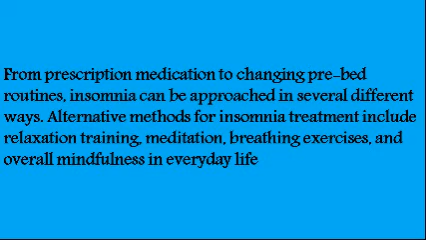 From prescription medication to changing pre-bed
routines, insomnia can be approached in several different
ways. Alternative methods for insomnia treatment include
relaxation training, meditation, breathing exercises, and
overall mindfulness in everyday life